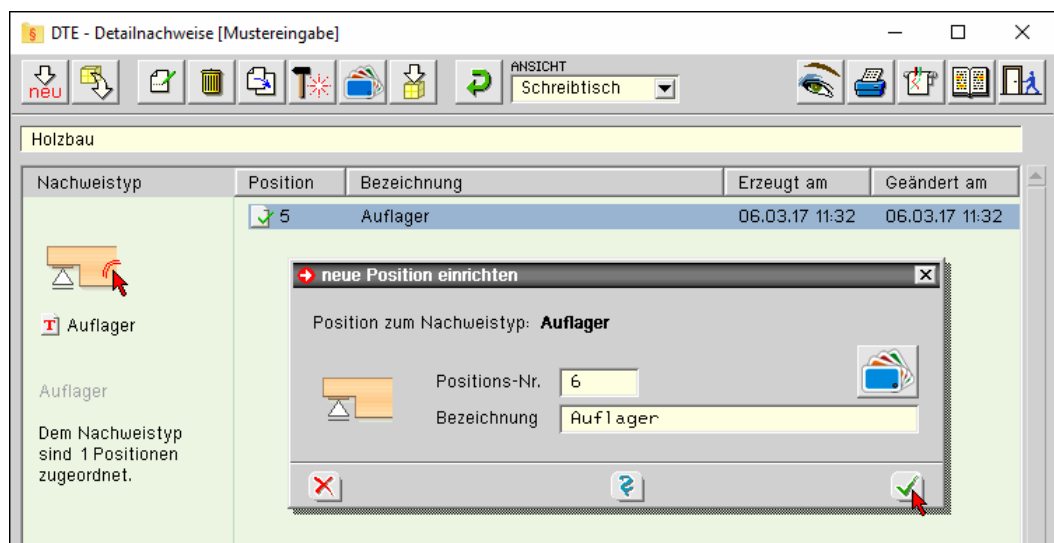 DTE - Detailnachweise [Mustereingabe]
neu
ANSICHT
Schreibtisch
Holzbau
Nachweistyp
Position
Bezeichnung
Erzeugt am
Geändert am
5
Auflager
06.03.17 11:32
06.03.17 11:32
T Auflager
Auflager
Dem Nachweistyp
sind 1 Positionen
zugeordnet.
neue Position einrichten
Position zum Nachweistyp: Auflager
Positions-Nr. 6
Bezeichnung Auflager